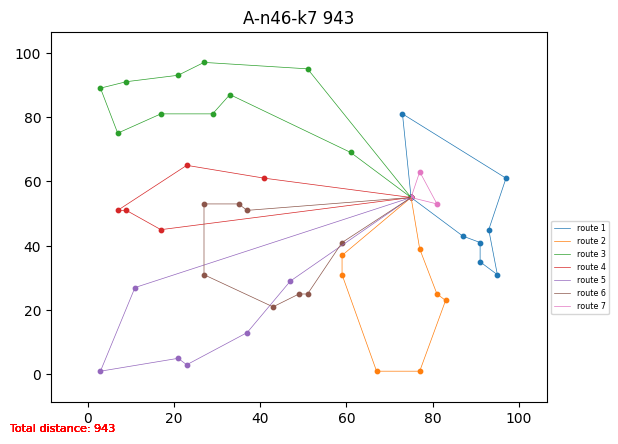 A-n46-k7 943
100
80
60
40
20
0
0 20 40 60 80 100
route 1
route 2
route 3
route 4
route 5
route 6
route 7
Total distance: 943